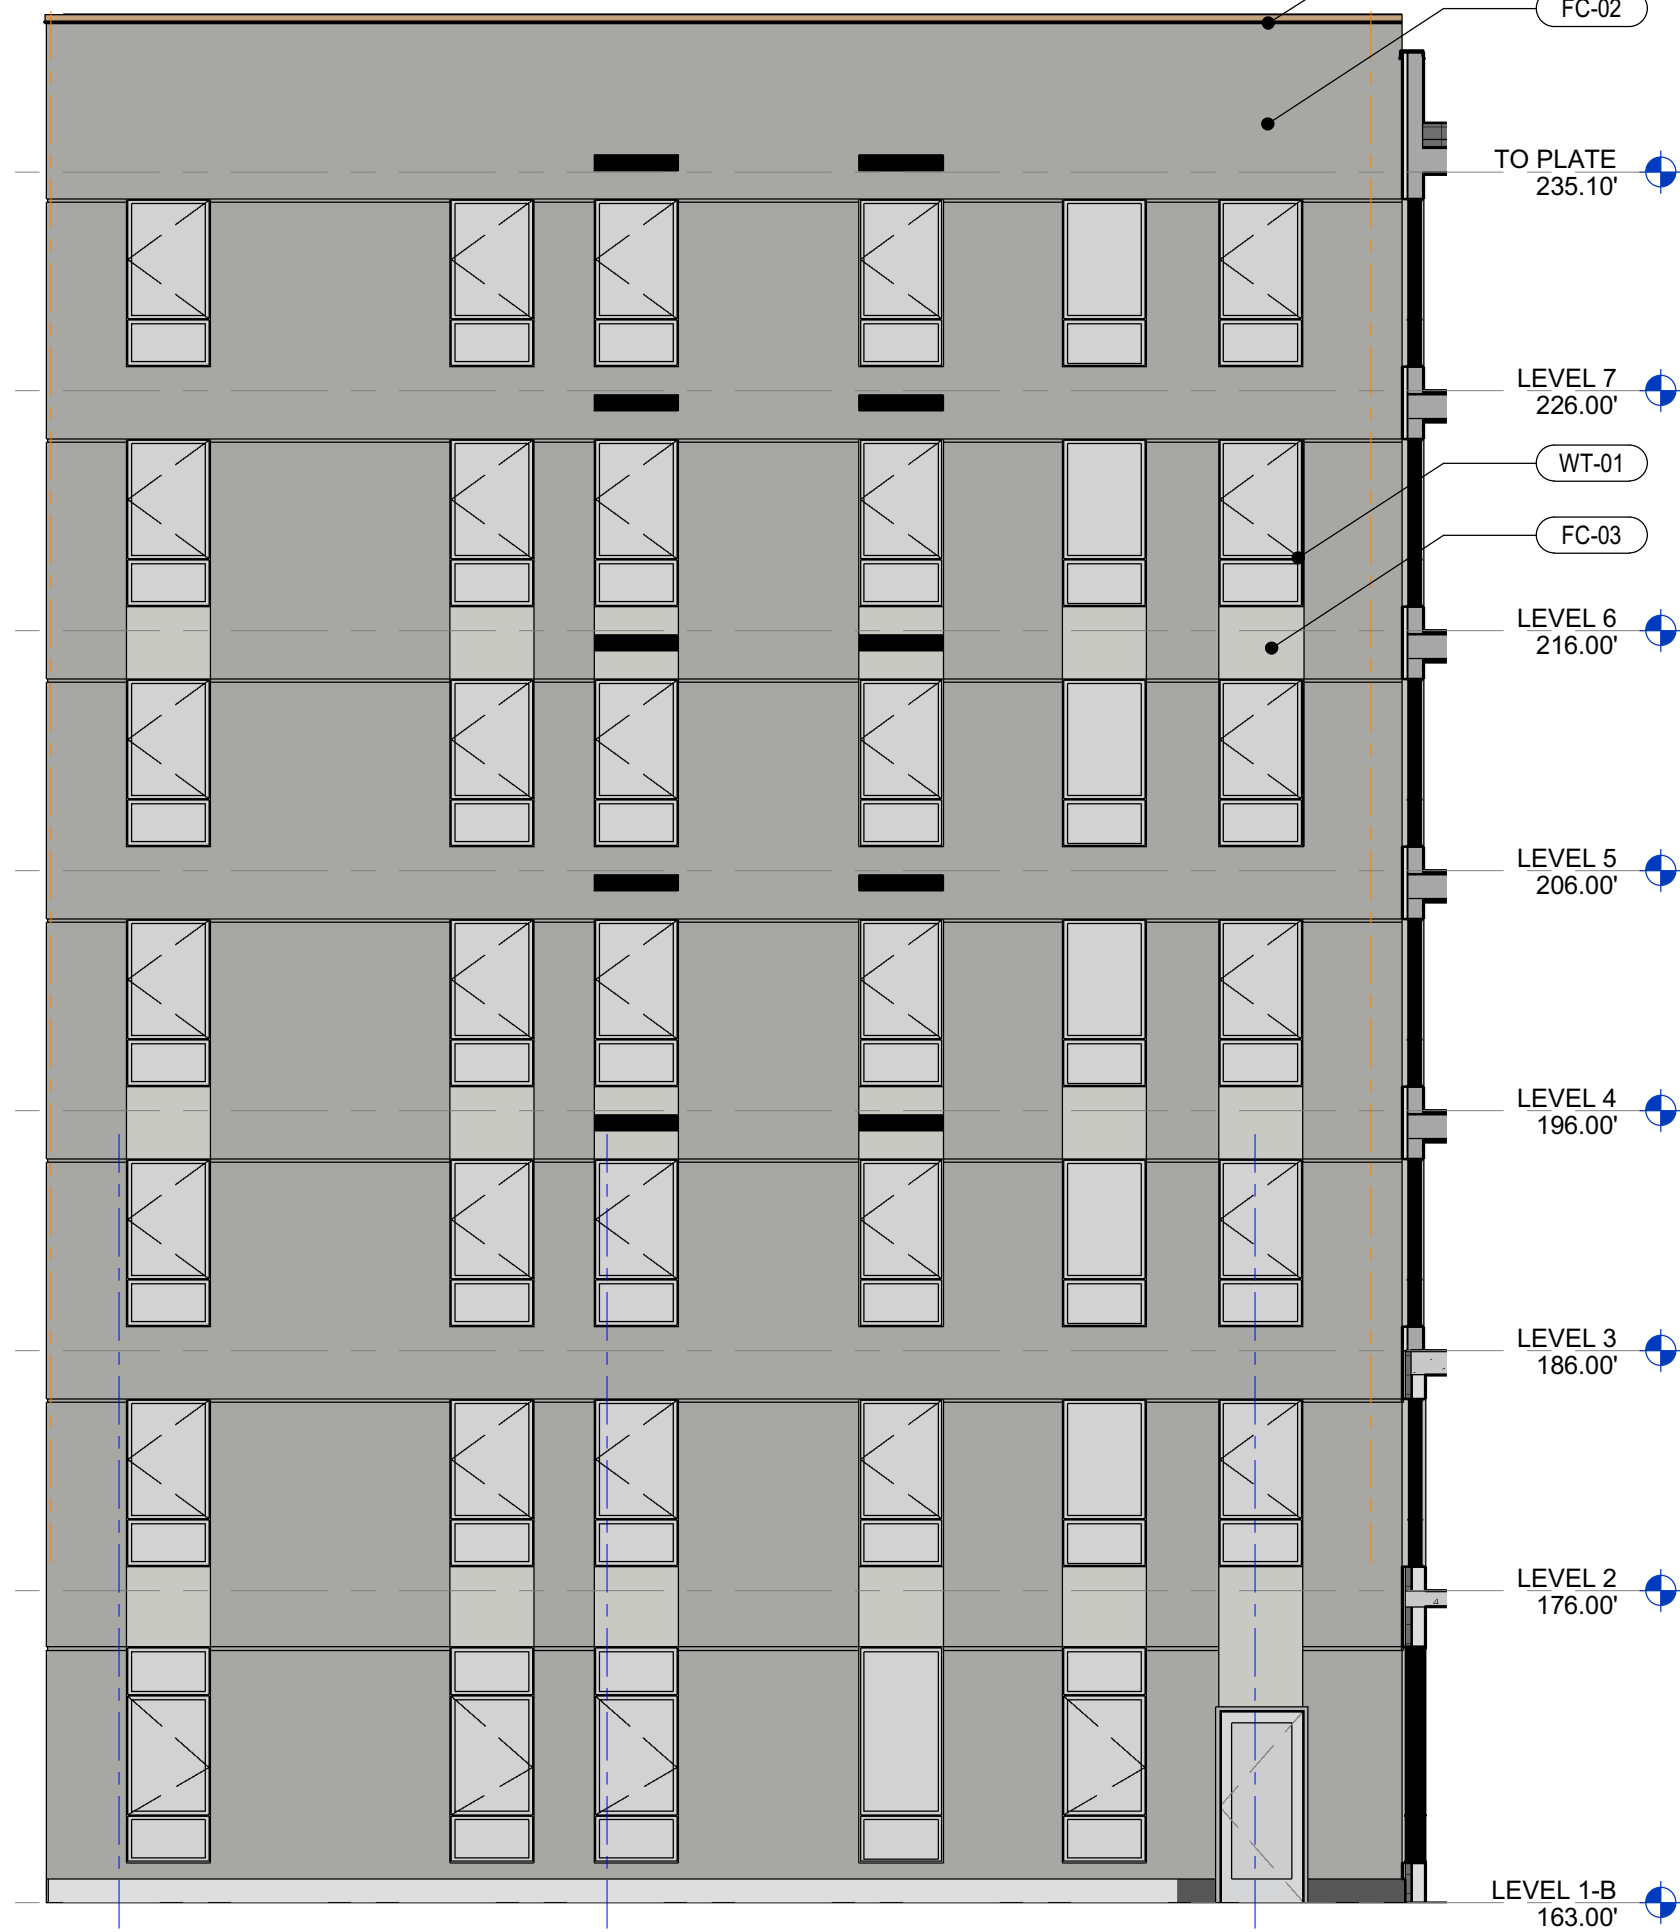 FC-02
TO PLATE
235.10'
LEVEL 7
226.00'
WT-01
FC-03
LEVEL 6
216.00'
LEVEL 5
206.00'
LEVEL 4
196.00'
LEVEL 3
186.00'
LEVEL 2
176.00'
LEVEL 1-B
163.00'